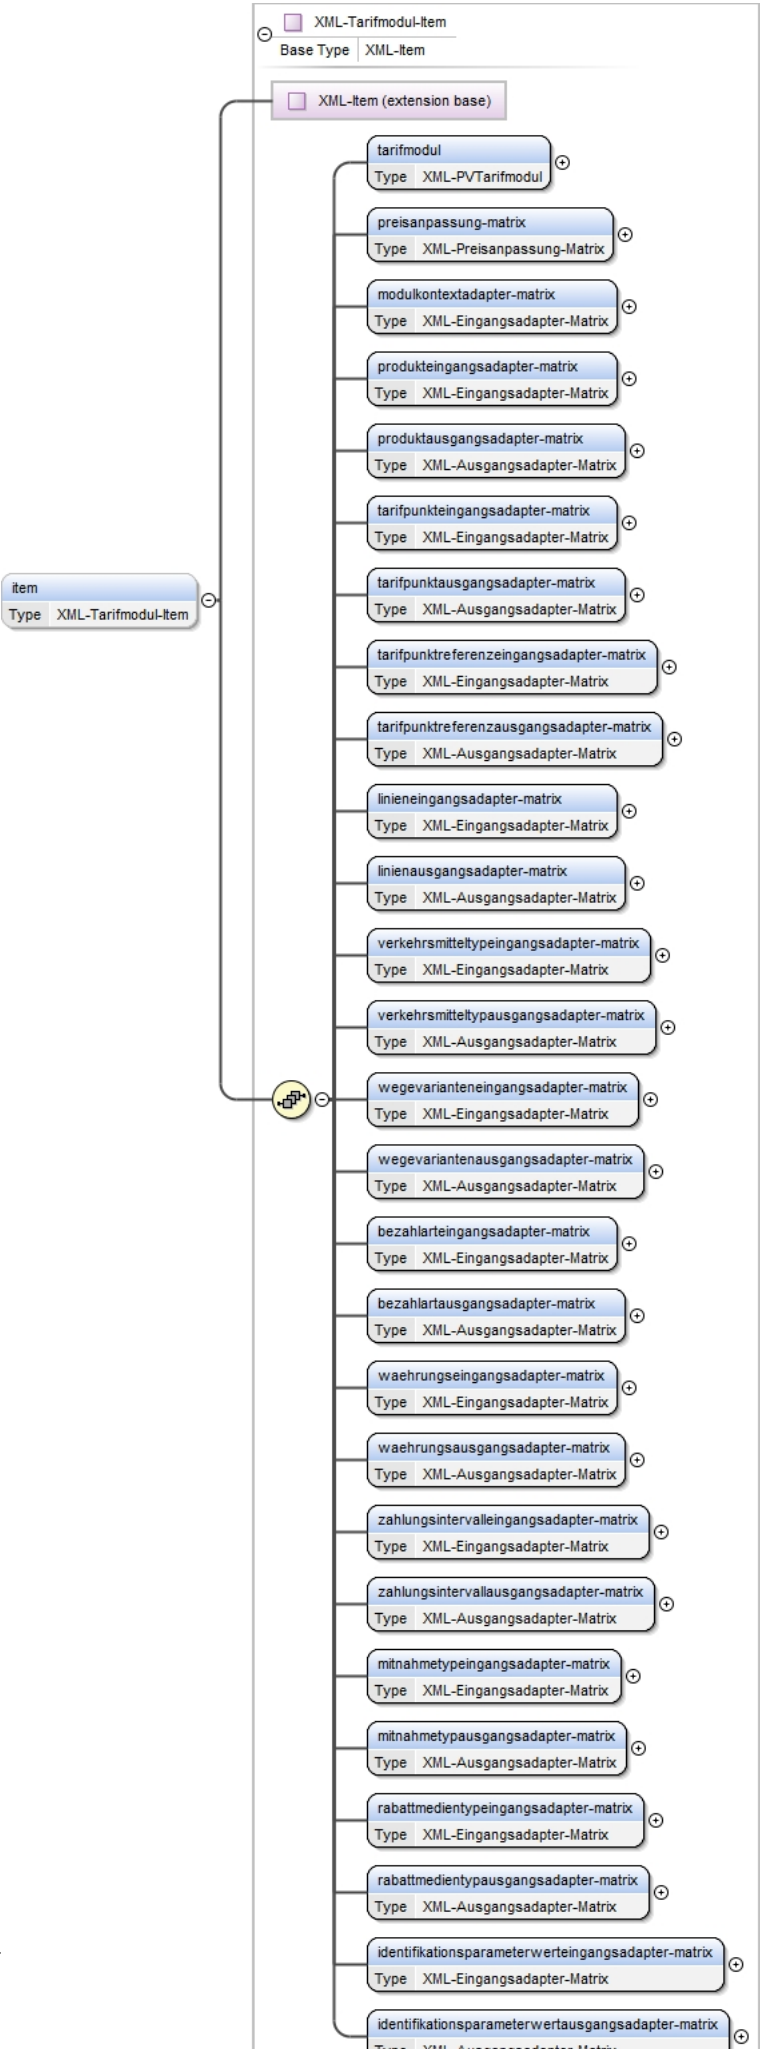 XML-Tarifmodul-Item
Base Type XML-Item
XML-Item (extension base)
tarifmodul
Type XML-PVTarifmodul
preisanpassung-matrix
Type XML-Preisanpassung-Matrix
modulkontextadapter-matrix
Type XML-Eingangsadapter-Matrix
produkteingangsadapter-matrix
Type XML-Eingangsadapter-Matrix
produktausgangsadapter-matrix
Type XML-Ausgangsadapter-Matrix
tarifpunkteingangsadapter-matrix
Type XML-Eingangsadapter-Matrix
tarifpunktausgangsadapter-matrix
Type XML-Ausgangsadapter-Matrix
item
Type XML-Tarifmodul-Item
tarifpunktreferenzeingangsadapter-matrix
Type XML-Eingangsadapter-Matrix
tarifpunktreferenzausgangsadapter-matrix
Type XML-Ausgangsadapter-Matrix
linieneingangsadapter-matrix
Type XML-Eingangsadapter-Matrix
linienausgangsadapter-matrix
Type XML-Ausgangsadapter-Matrix
verkehrsmitteltypeingangsadapter-matrix
Type XML-Eingangsadapter-Matrix
verkehrsmitteltypausgangsadapter-matrix
Type XML-Ausgangsadapter-Matrix
wegevarianteneingangsadapter-matrix
Type XML-Eingangsadapter-Matrix
wegevariantenausgangsadapter-matrix
Type XML-Ausgangsadapter-Matrix
bezahlarteingangsadapter-matrix
Type XML-Eingangsadapter-Matrix
bezahlartausgangsadapter-matrix
Type XML-Ausgangsadapter-Matrix
waehrungseingangsadapter-matrix
Type XML-Eingangsadapter-Matrix
waehrungsausgangsadapter-matrix
Type XML-Ausgangsadapter-Matrix
zahlungsintervalleingangsadapter-matrix
Type XML-Eingangsadapter-Matrix
zahlungsintervallausgangsadapter-matrix
Type XML-Ausgangsadapter-Matrix
mitnahmetypeingangsadapter-matrix
Type XML-Eingangsadapter-Matrix
mitnahmetypausgangsadapter-matrix
Type XML-Ausgangsadapter-Matrix
rabattmedientypeingangsadapter-matrix
Type XML-Eingangsadapter-Matrix
rabattmedientypausgangsadapter-matrix
Type XML-Ausgangsadapter-Matrix
identifikationsparameterwerteingangsadapter-matrix
Type XML-Eingangsadapter-Matrix
identifikationsparameterwertausgangsadapter-matrix